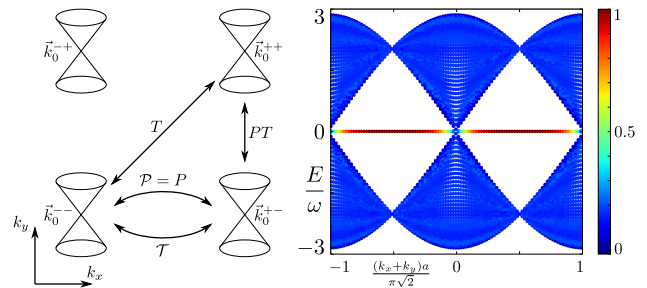 k⃗₀⁻⁺
k⃗₀⁺⁺
T
PT
𝒫 = P
k⃗₀⁻⁻
k⃗₀⁺⁻
𝒯
k_y
k_x
3
0
E/ω
−3
−1
0
1
(k_x+k_y)a/π√2
1
0.5
0